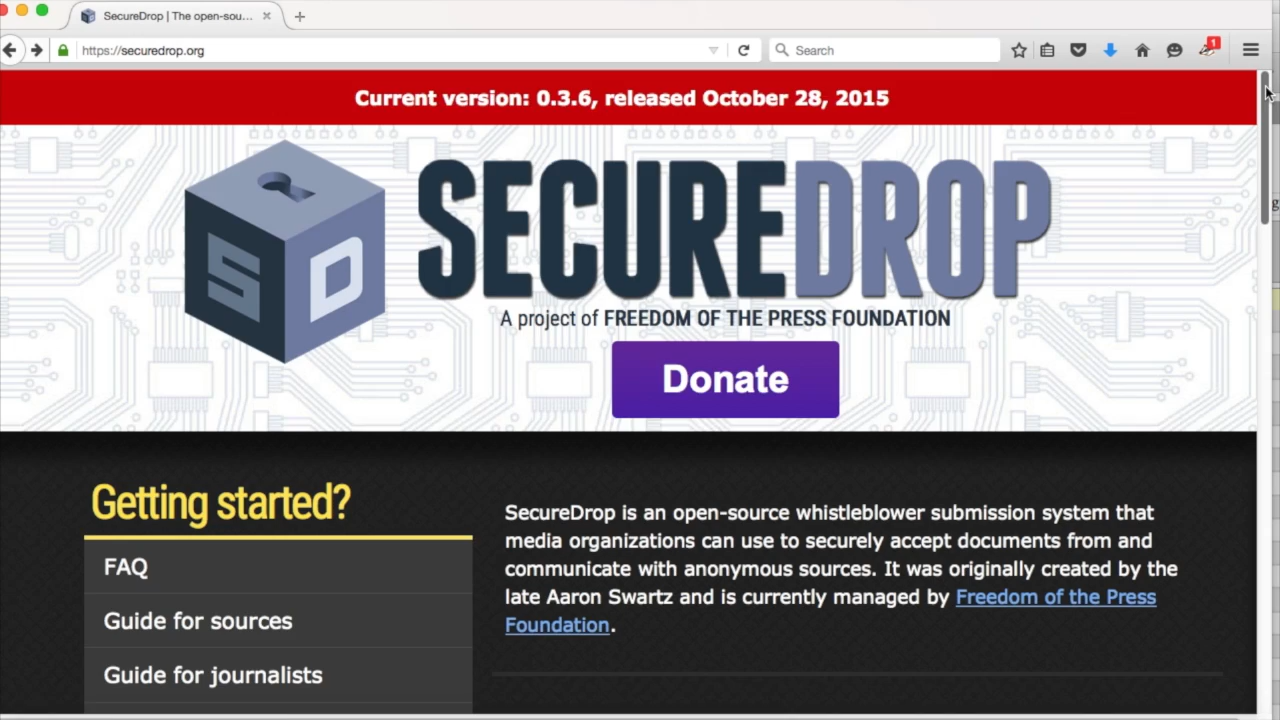 SecureDrop | The open-sou...
https://securedrop.org
Search
1
Current version: 0.3.6, released October 28, 2015
S D
SECUREDROP
A project of FREEDOM OF THE PRESS FOUNDATION
Donate
Getting started?
FAQ
Guide for sources
Guide for journalists
SecureDrop is an open-source whistleblower submission system that
media organizations can use to securely accept documents from and
communicate with anonymous sources. It was originally created by the
late Aaron Swartz and is currently managed by Freedom of the Press
Foundation.